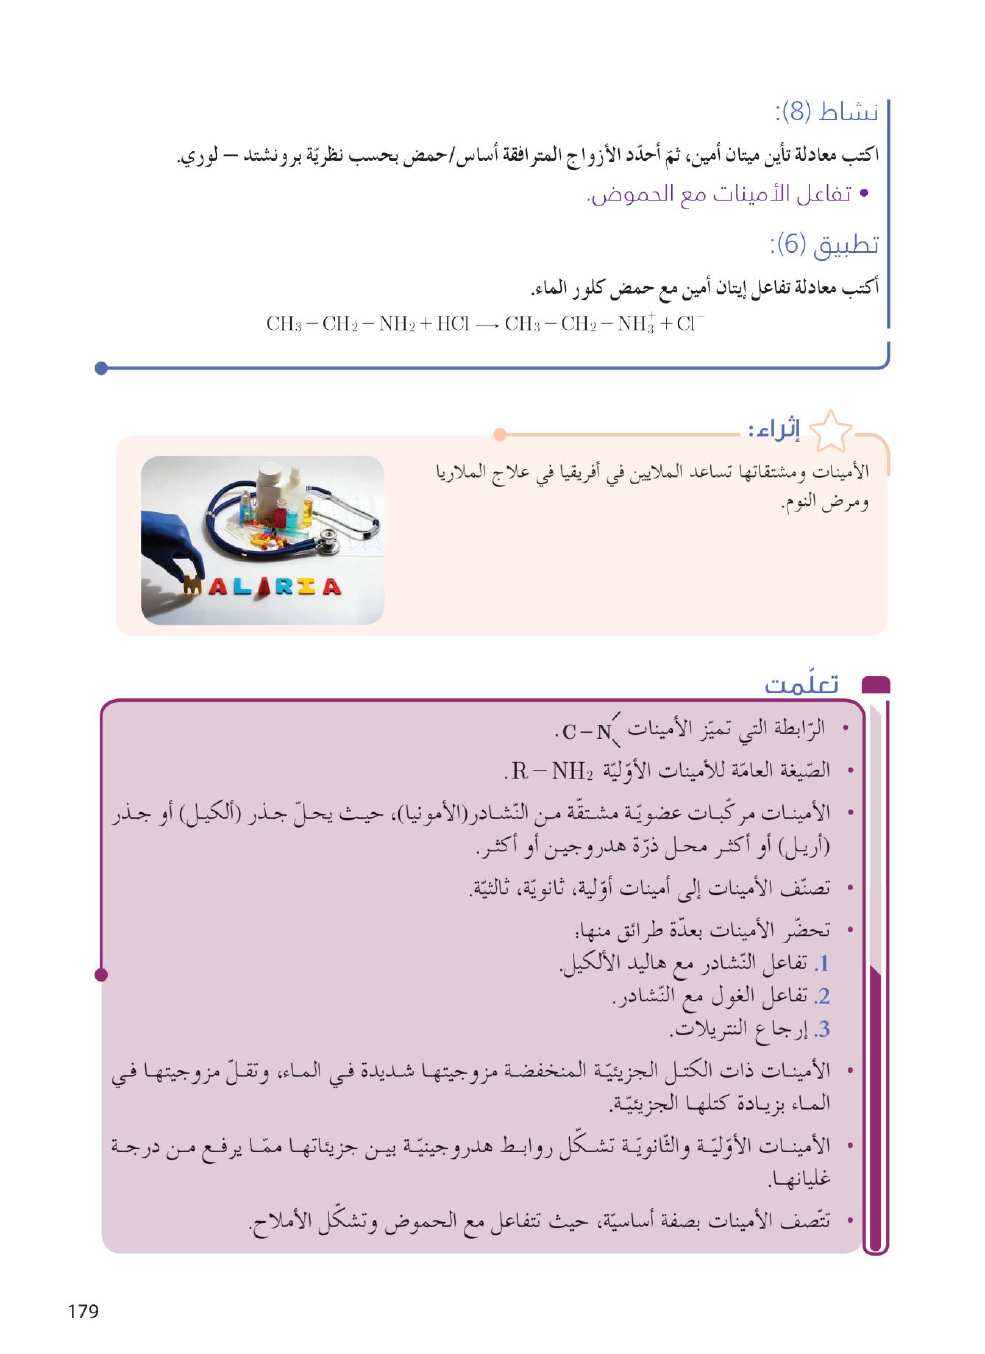 نشاط (8):
اكتب معادلة تأين ميتان أمين، ثمّ أحدّد الأزواج المترافقة أساس/حمض بحسب نظريّة برونشتد – لوري.
• تفاعل الأمينات مع الحموض.
تطبيق (6):
أكتب معادلة تفاعل إيتان أمين مع حمض كلور الماء.
CH₃ – CH₂ – NH₂ + HCl ⟶ CH₃ – CH₂ – NH₃⁺ + Cl⁻
إثراء:
الأمينات ومشتقاتها تساعد الملايين في أفريقيا في علاج الملاريا
ومرض النوم.
MALARIA
تعلّمت
• الرّابطة التي تميّز الأمينات C – N.
• الصّيغة العامّة للأمينات الأوّليّة R – NH₂.
• الأمينات مركّبات عضويّة مشتقّة من النّشادر(الأمونيا)، حيث يحلّ جذر (ألكيل) أو جذر
(أريل) أو أكثر محل ذرّة هدروجين أو أكثر.
• تصنّف الأمينات إلى أمينات أوّلية، ثانويّة، ثالثيّة.
• تحضّر الأمينات بعدّة طرائق منها:
1. تفاعل النّشادر مع هاليد الألكيل.
2. تفاعل الغول مع النّشادر.
3. إرجاع النتريلات.
• الأمينات ذات الكتل الجزيئيّة المنخفضة مزوجيتها شديدة في الماء، وتقلّ مزوجيتها في
الماء بزيادة كتلها الجزيئيّة.
• الأمينات الأوّليّة والثّانويّة تشكّل روابط هدروجينيّة بين جزيئاتها ممّا يرفع من درجة
غليانها.
• تتّصف الأمينات بصفة أساسيّة، حيث تتفاعل مع الحموض وتشكّل الأملاح.
179